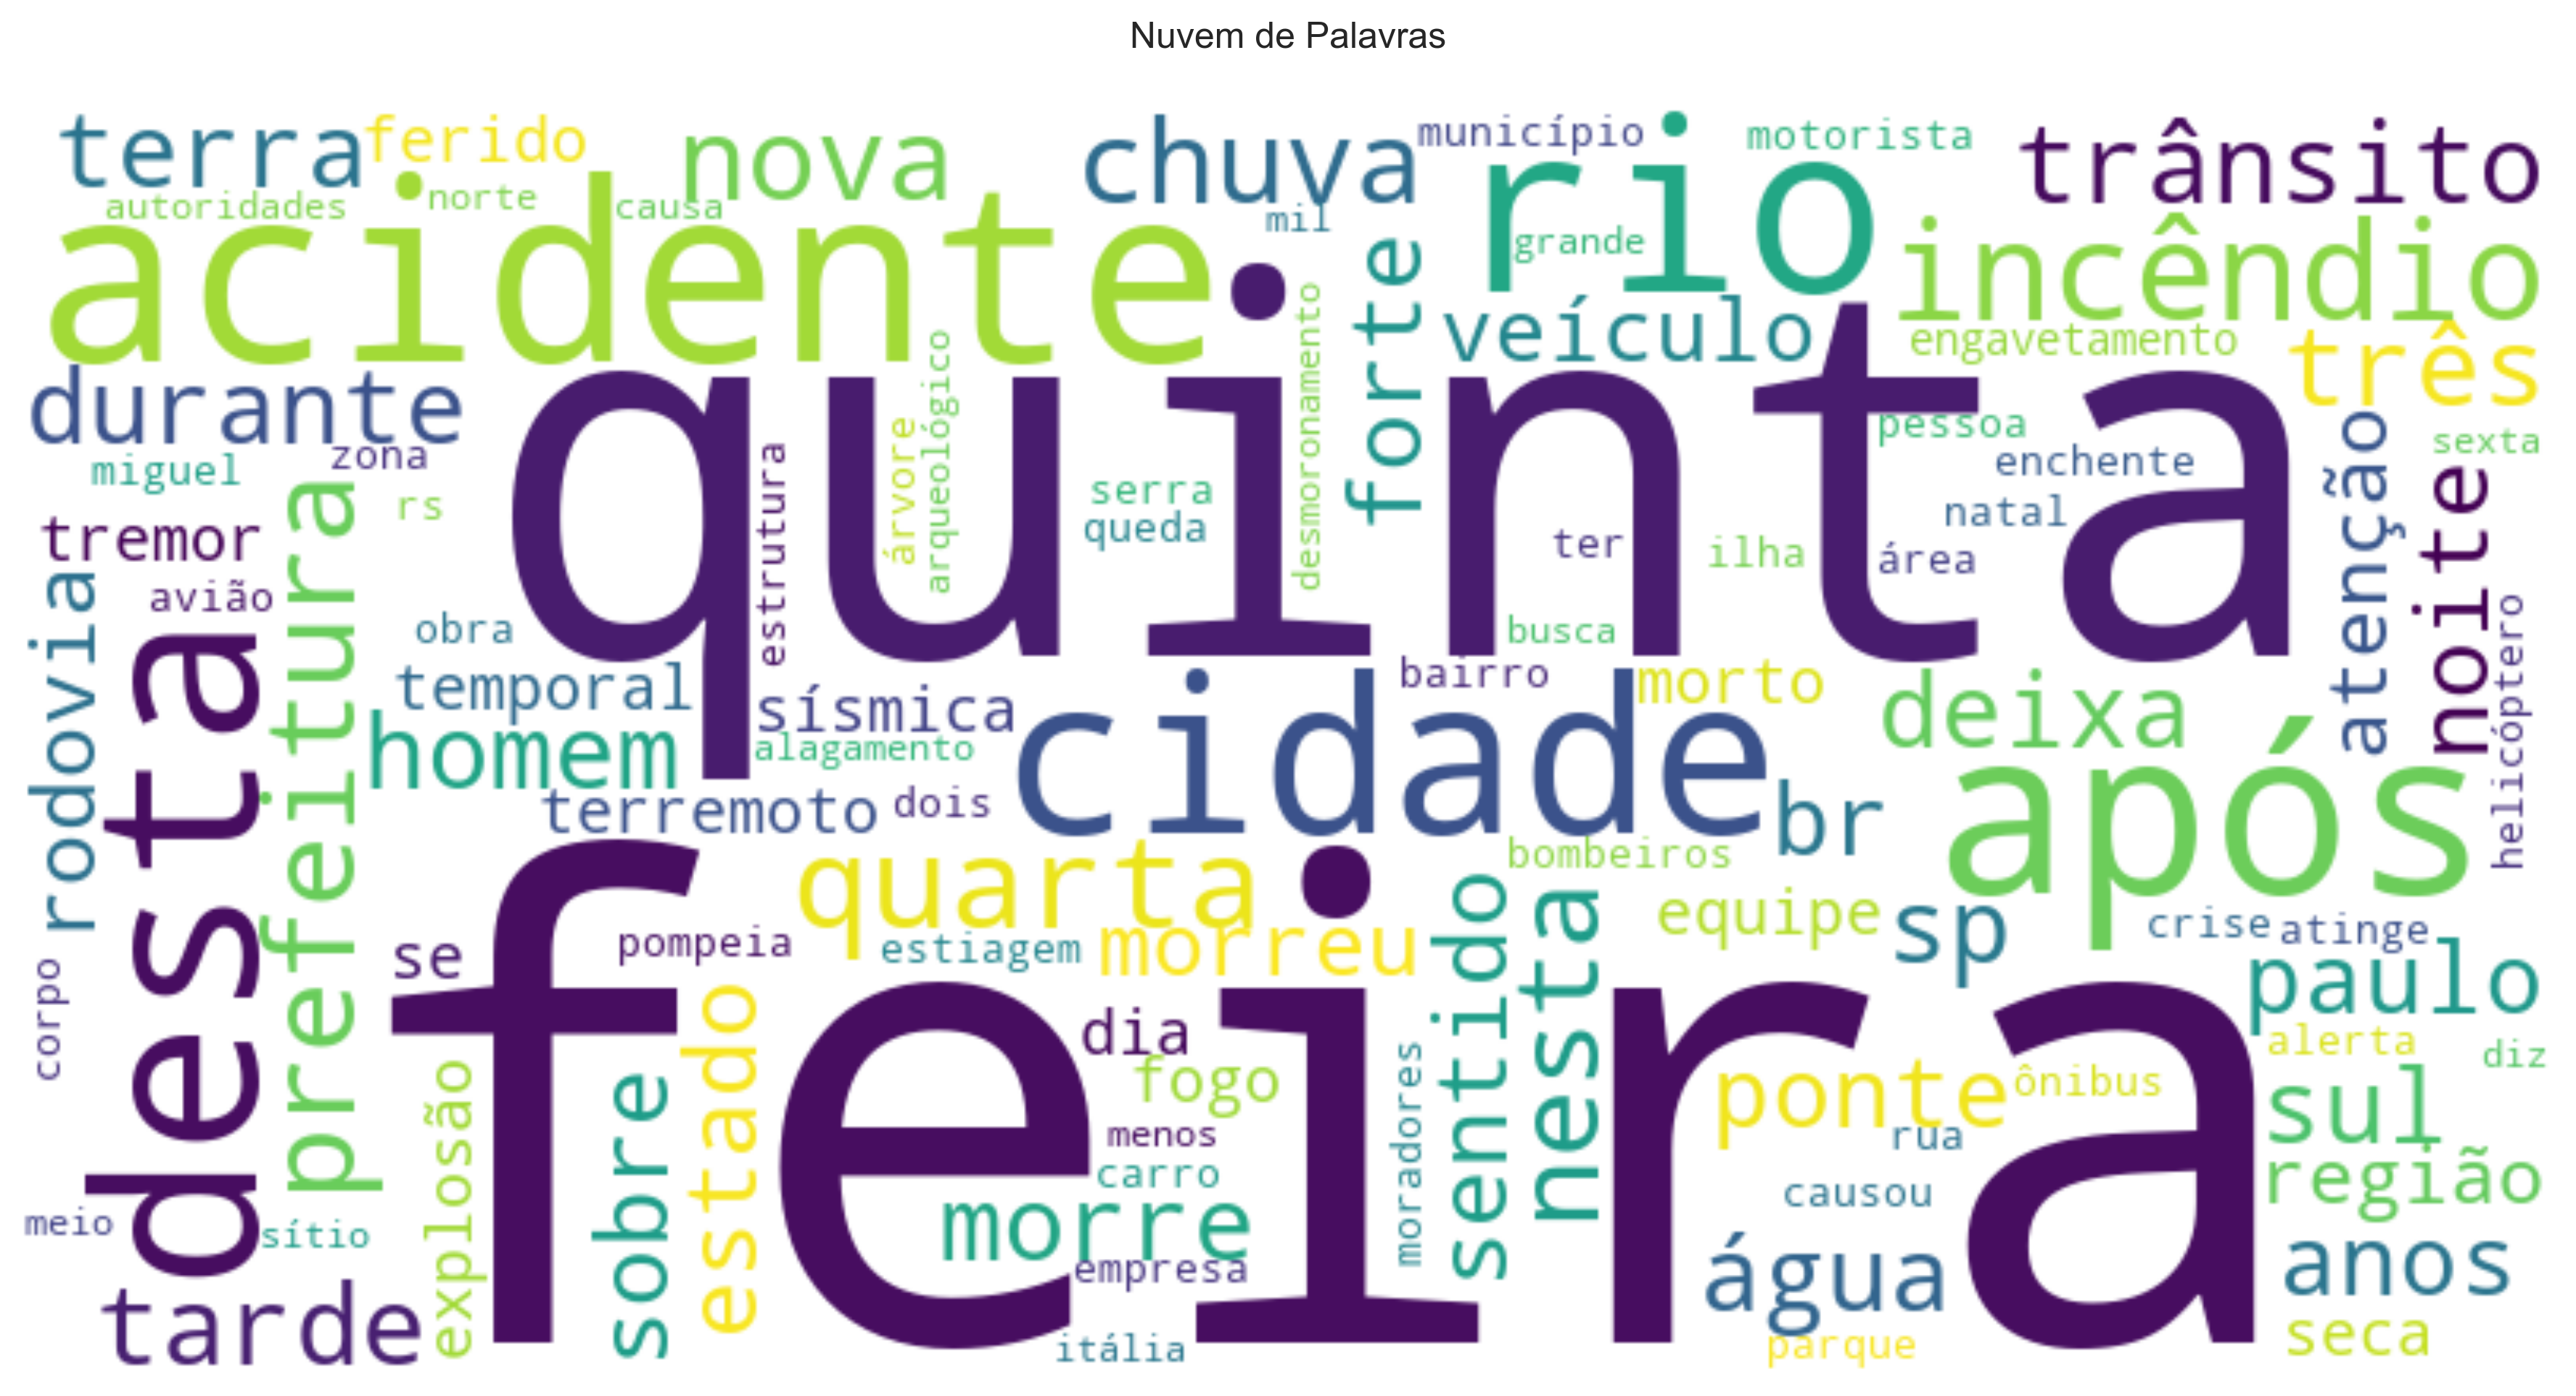 Nuvem de Palavras
terra
ferido
nova
chuva
município
rio
motorista
trânsito
autoridades
norte
causa
mil
grande
acidente
incêndio
forte
veículo
engavetamento
três
durante
quinta
desmoronamento
arqueológico
árvore
estrutura
pessoa
sexta
zona
miguel
rs
serra
queda
enchente
natal
atenção
noite
tremor
ter
ilha
área
avião
prefeitura
rodovia
desta
obra
busca
helicóptero
temporal
sísmica
bairro
morto
deixa
homem
alagamento
cidade
terremoto
dois
br
após
quarta
bombeiros
equipe
sp
crise
atinge
se
pompeia
estiagem
morreu
sentido
nesta
paulo
corpo
feira
dia
estado
fogo
moradores
ponte
ônibus
alerta
diz
explosão
sobre
menos
rua
sul
carro
região
causou
morre
meio
sítio
empresa
água
anos
tarde
itália
parque
seca